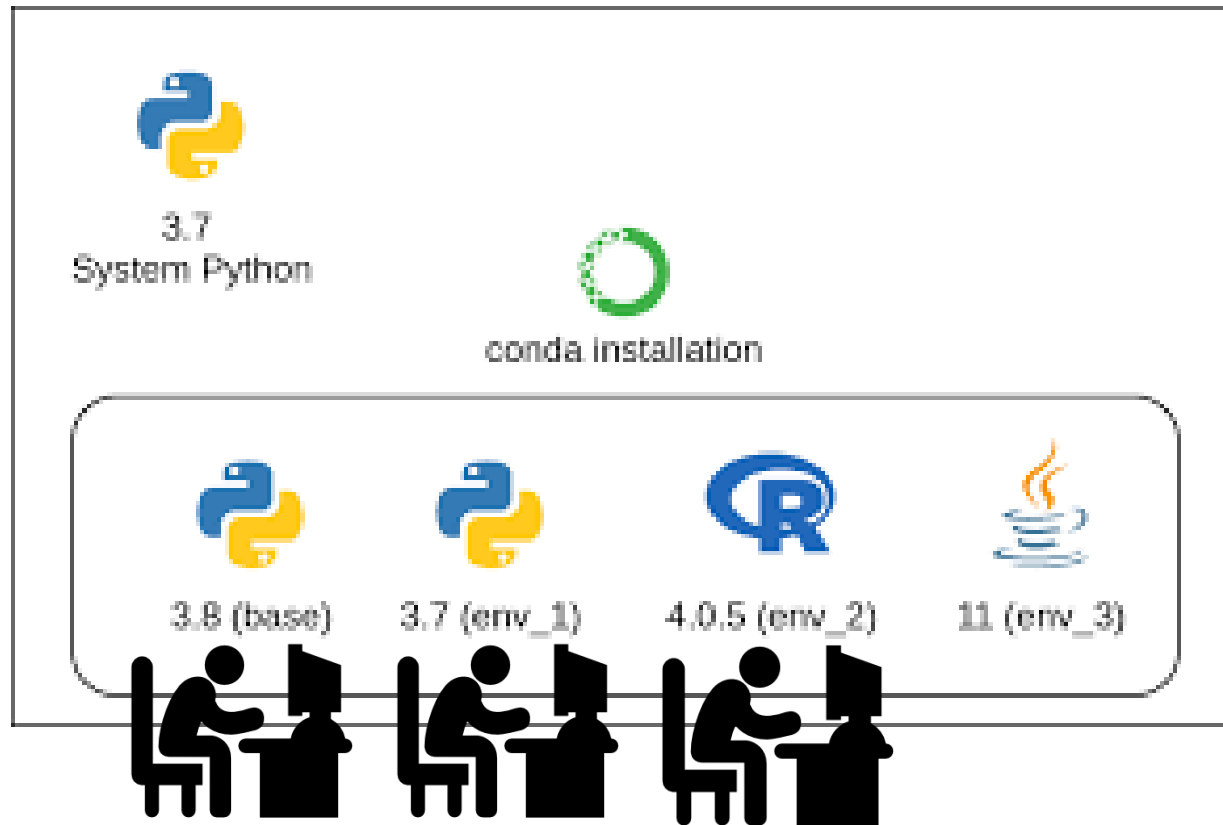 3.7
System Python
conda installation
3.8 (base)
3.7 (env_1)
4.0.5 (env_2)
11 (env_3)